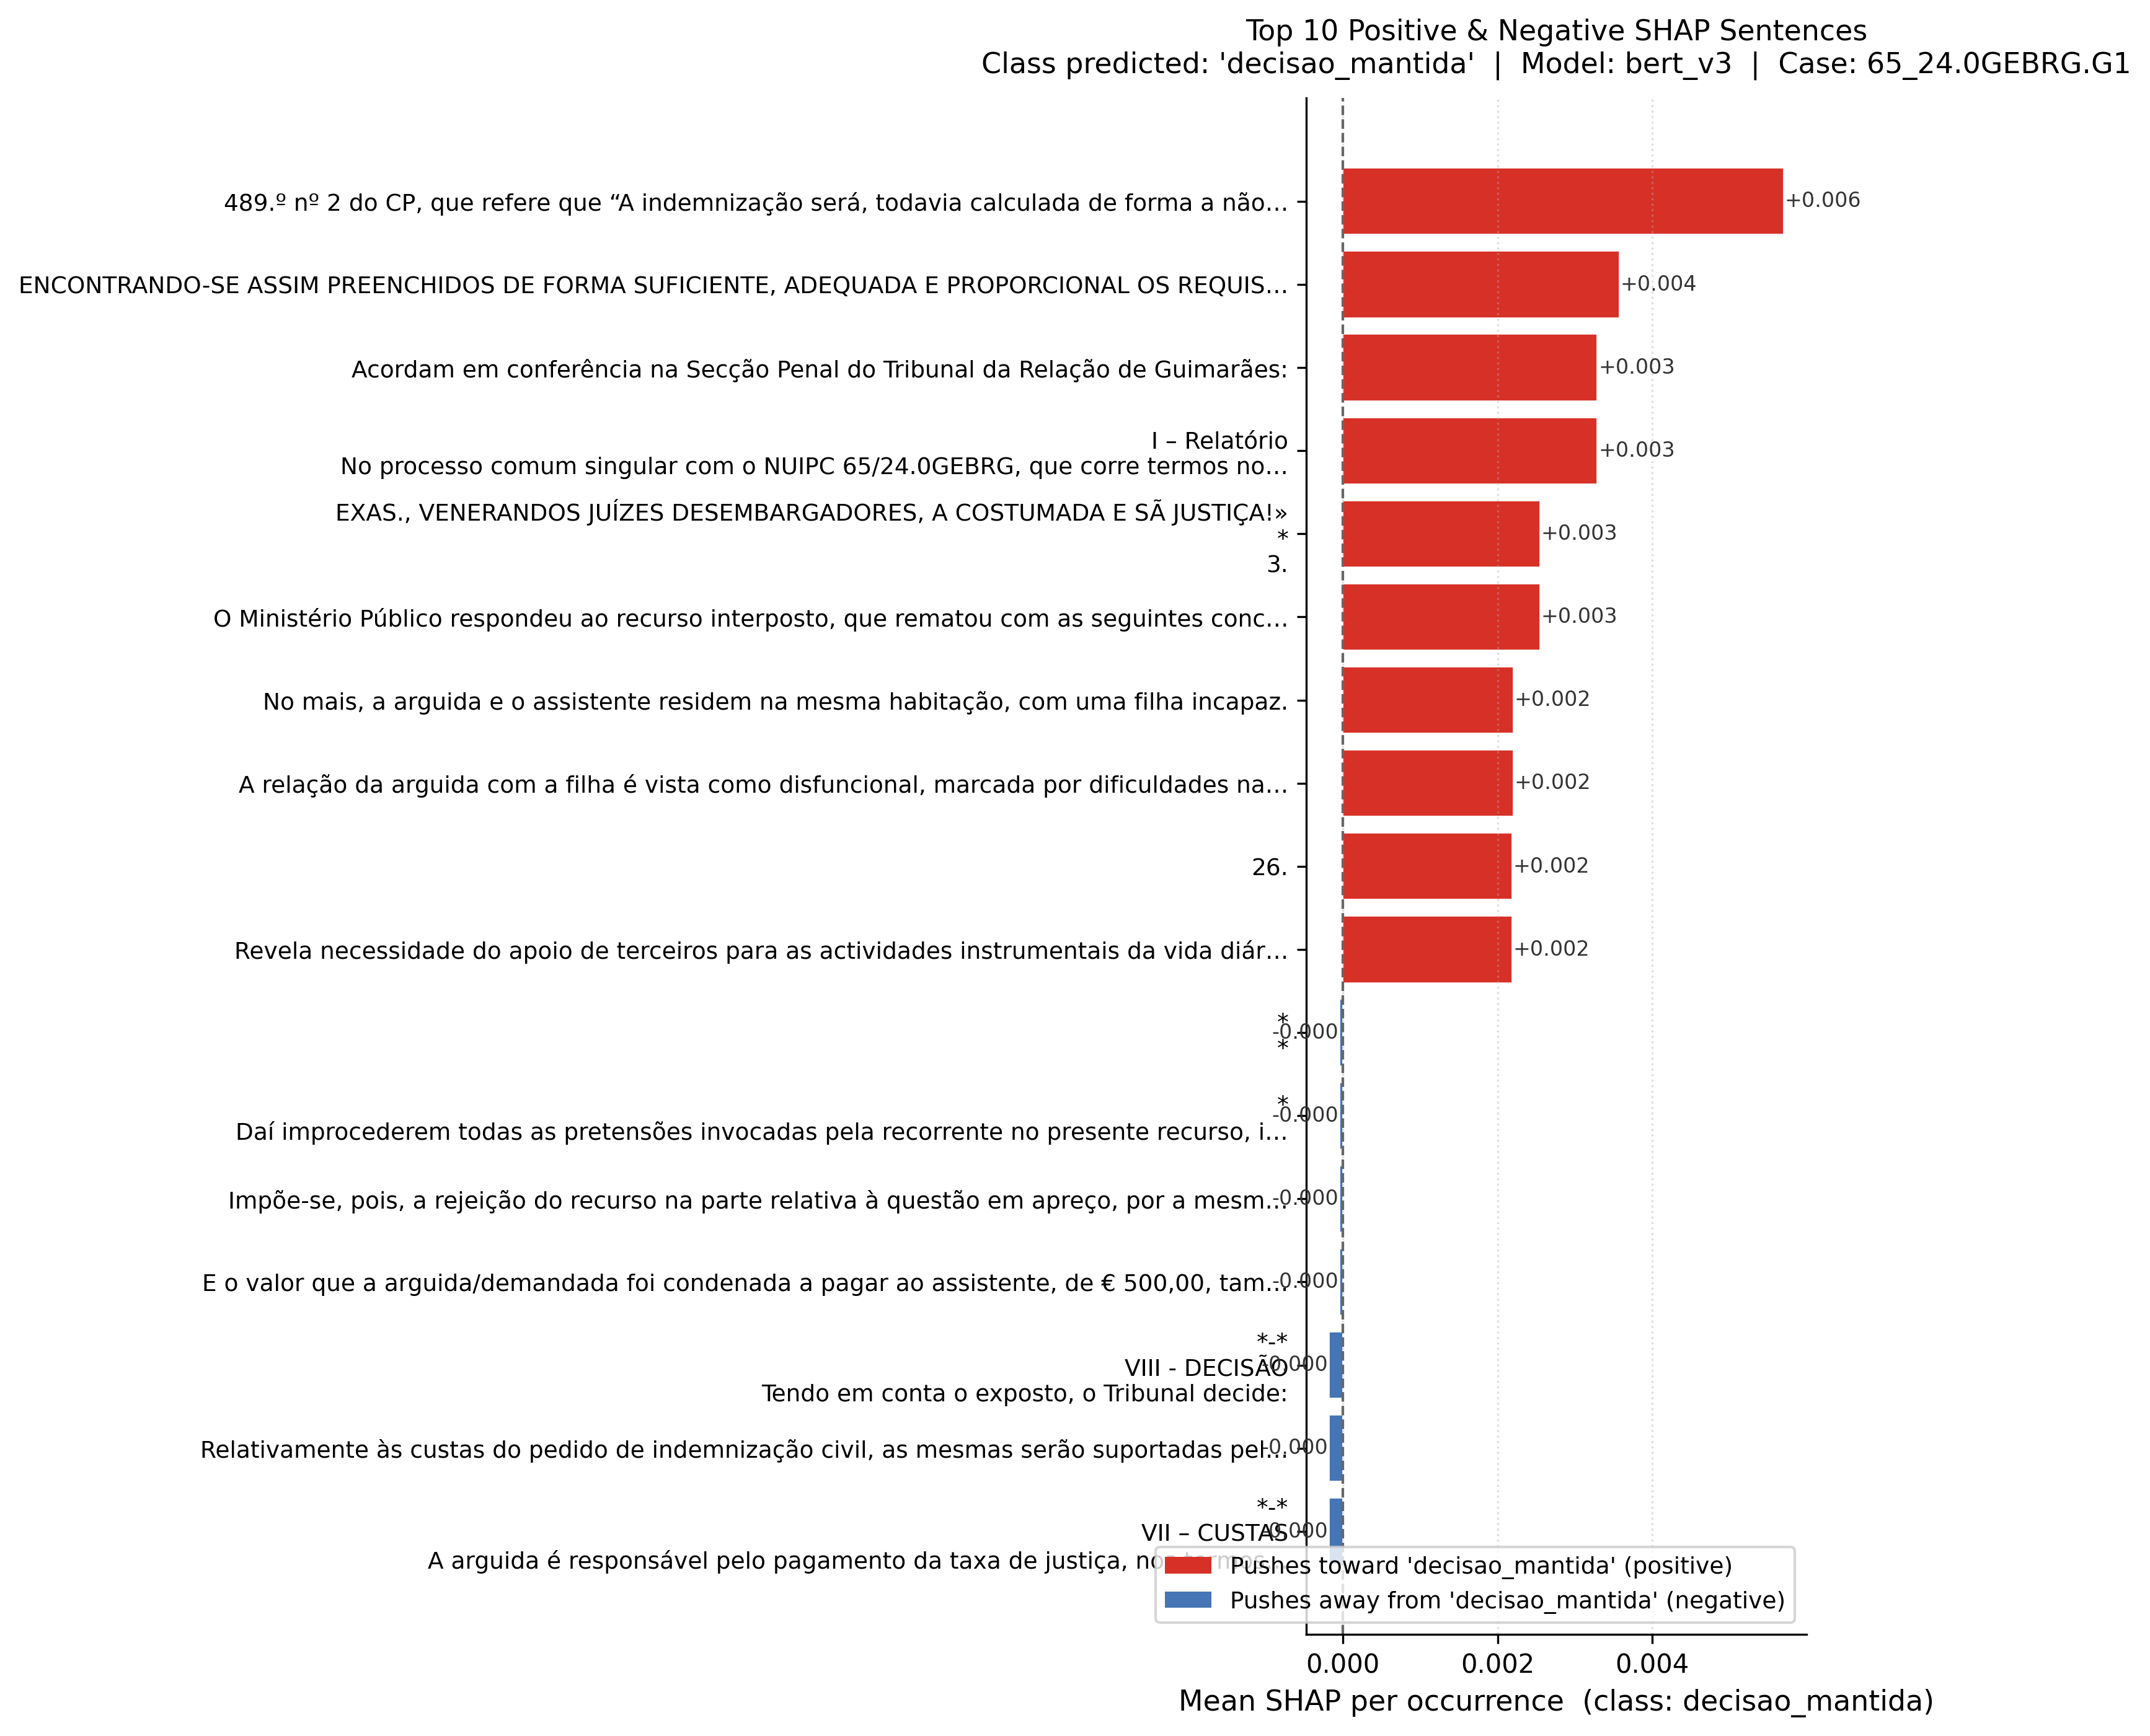 Top 10 Positive & Negative SHAP Sentences
Class predicted: 'decisao_mantida' | Model: bert_v3 | Case: 65_24.0GEBRG.G1
489.º nº 2 do CP, que refere que “A indemnização será, todavia calculada de forma a não...
+0.006
ENCONTRANDO-SE ASSIM PREENCHIDOS DE FORMA SUFICIENTE, ADEQUADA E PROPORCIONAL OS REQUIS...
+0.004
Acordam em conferência na Secção Penal do Tribunal da Relação de Guimarães:
+0.003
I – Relatório
No processo comum singular com o NUIPC 65/24.0GEBRG, que corre termos no...
+0.003
EXAS., VENERANDOS JUÍZES DESEMBARGADORES, A COSTUMADA E SÃ JUSTIÇA!»
*
3.
+0.003
O Ministério Público respondeu ao recurso interposto, que rematou com as seguintes conc...
+0.003
No mais, a arguida e o assistente residem na mesma habitação, com uma filha incapaz.
+0.002
A relação da arguida com a filha é vista como disfuncional, marcada por dificuldades na...
+0.002
26.
+0.002
Revela necessidade do apoio de terceiros para as actividades instrumentais da vida diár...
+0.002
*
*
-0.000
*
Daí improcederem todas as pretensões invocadas pela recorrente no presente recurso, i...
-0.000
Impõe-se, pois, a rejeição do recurso na parte relativa à questão em apreço, por a mesm...
-0.000
E o valor que a arguida/demandada foi condenada a pagar ao assistente, de € 500,00, tam...
-0.000
*-*
VIII - DECISÃO
Tendo em conta o exposto, o Tribunal decide:
-0.000
Relativamente às custas do pedido de indemnização civil, as mesmas serão suportadas pel...
-0.000
*-*
VII – CUSTAS
A arguida é responsável pelo pagamento da taxa de justiça, nos termos...
-0.000
Pushes toward 'decisao_mantida' (positive)
Pushes away from 'decisao_mantida' (negative)
0.000 0.002 0.004
Mean SHAP per occurrence (class: decisao_mantida)